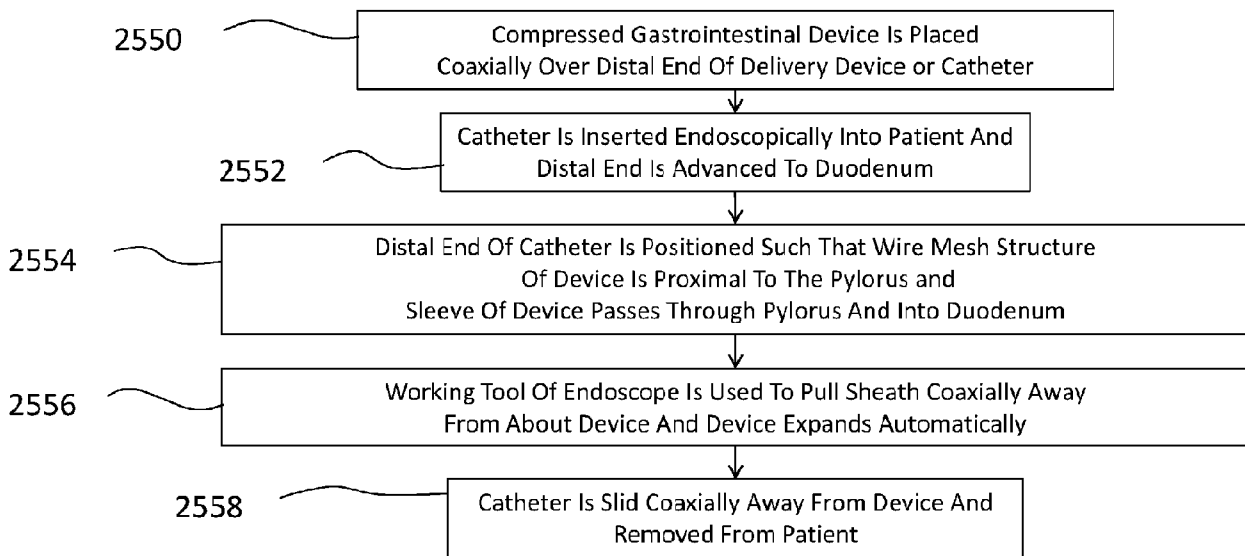 2550
Compressed Gastrointestinal Device Is Placed
Coaxially Over Distal End Of Delivery Device or Catheter
2552
Catheter Is Inserted Endoscopically Into Patient And
Distal End Is Advanced To Duodenum
2554
Distal End Of Catheter Is Positioned Such That Wire Mesh Structure
Of Device Is Proximal To The Pylorus and
Sleeve Of Device Passes Through Pylorus And Into Duodenum
2556
Working Tool Of Endoscope Is Used To Pull Sheath Coaxially Away
From About Device And Device Expands Automatically
2558
Catheter Is Slid Coaxially Away From Device And
Removed From Patient